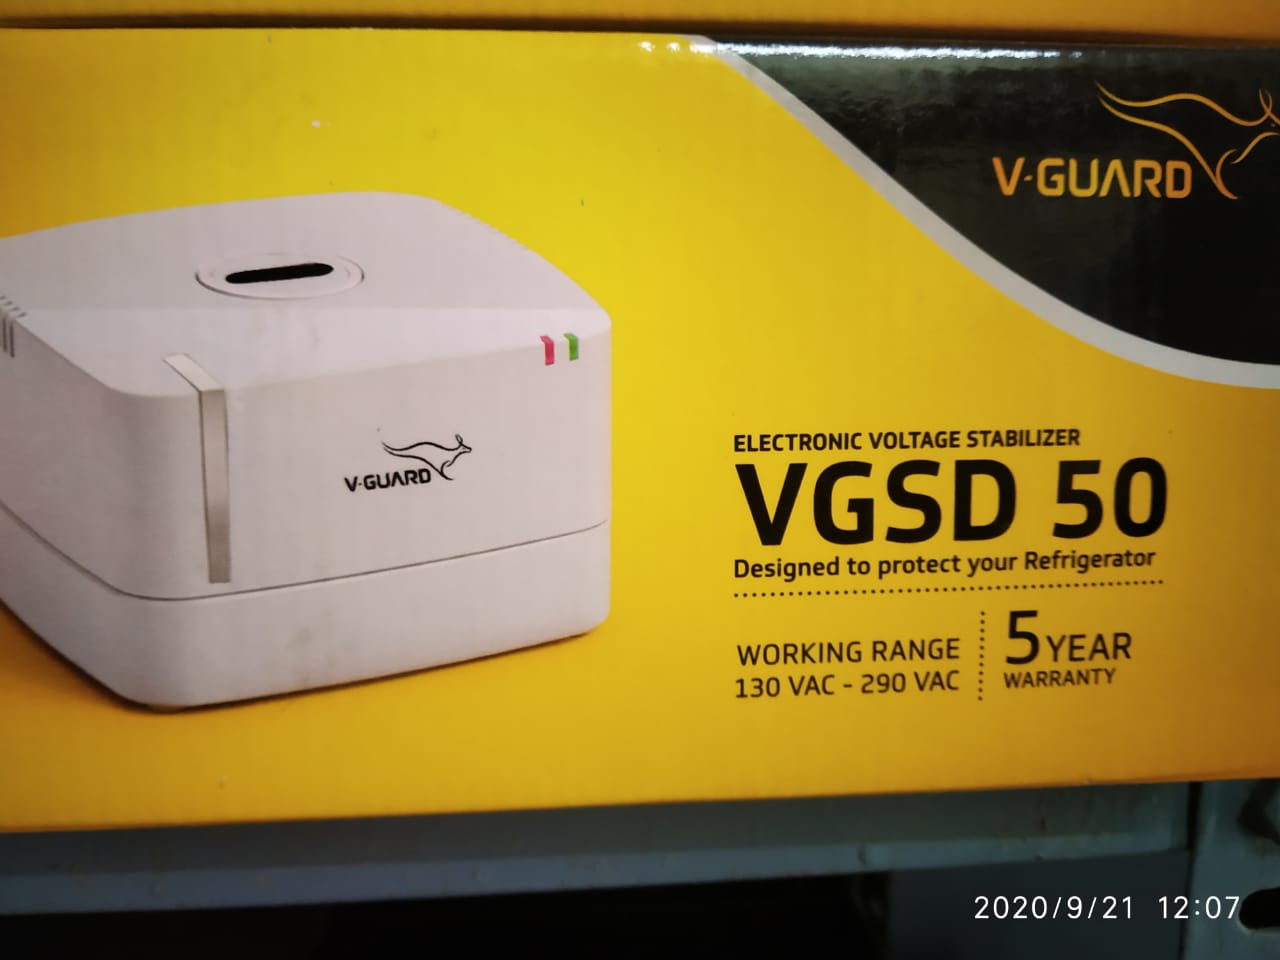 V-GUARD
V-GUARD
ELECTRONIC VOLTAGE STABILIZER
VGSD 50
Designed to protect your Refrigerator
WORKING RANGE
130 VAC - 290 VAC
5 YEAR
WARRANTY
2020/9/21 12:07